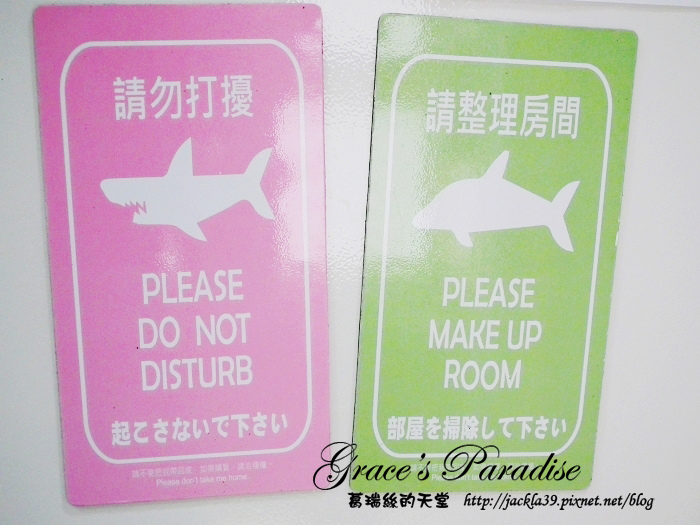 請勿打擾
PLEASE
DO NOT
DISTURB
起こさないで下さい
Please don't take me home.
請整理房間
PLEASE
MAKE UP
ROOM
部屋を掃除して下さい
Grace's Paradise
葛瑞絲的天堂 http://jackla39.pixnet.net/blog